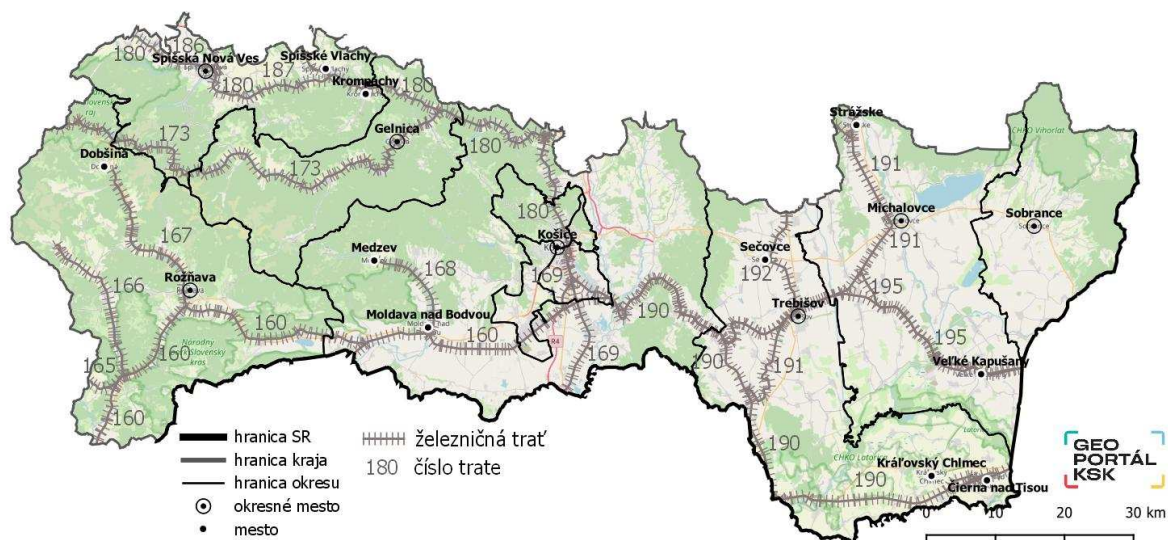 186
180
Spišská Nová Ves
Spišské Vlachy
187
180
Krompachy
180
Strážske
173
Gelnica
180
CHKO Vihorlat
Dobšiná
173
191
180
Michalovce
Sobrance
Košice
191
167
Medzev
Sečovce
168
169
192
166
Rožňava
195
Trebišov
Moldava nad Bodvou
190
160
160
195
160
R4
169
190
191
165
Veľké Kapušany
160
190
hranica SR
železničná trať
hranica kraja
180
číslo trate
hranica okresu
okresné mesto
mesto
Kráľovský Chlmec
190
Čierna nad Tisou
GEO
PORTÁL
KSK
0 10 20 30 km